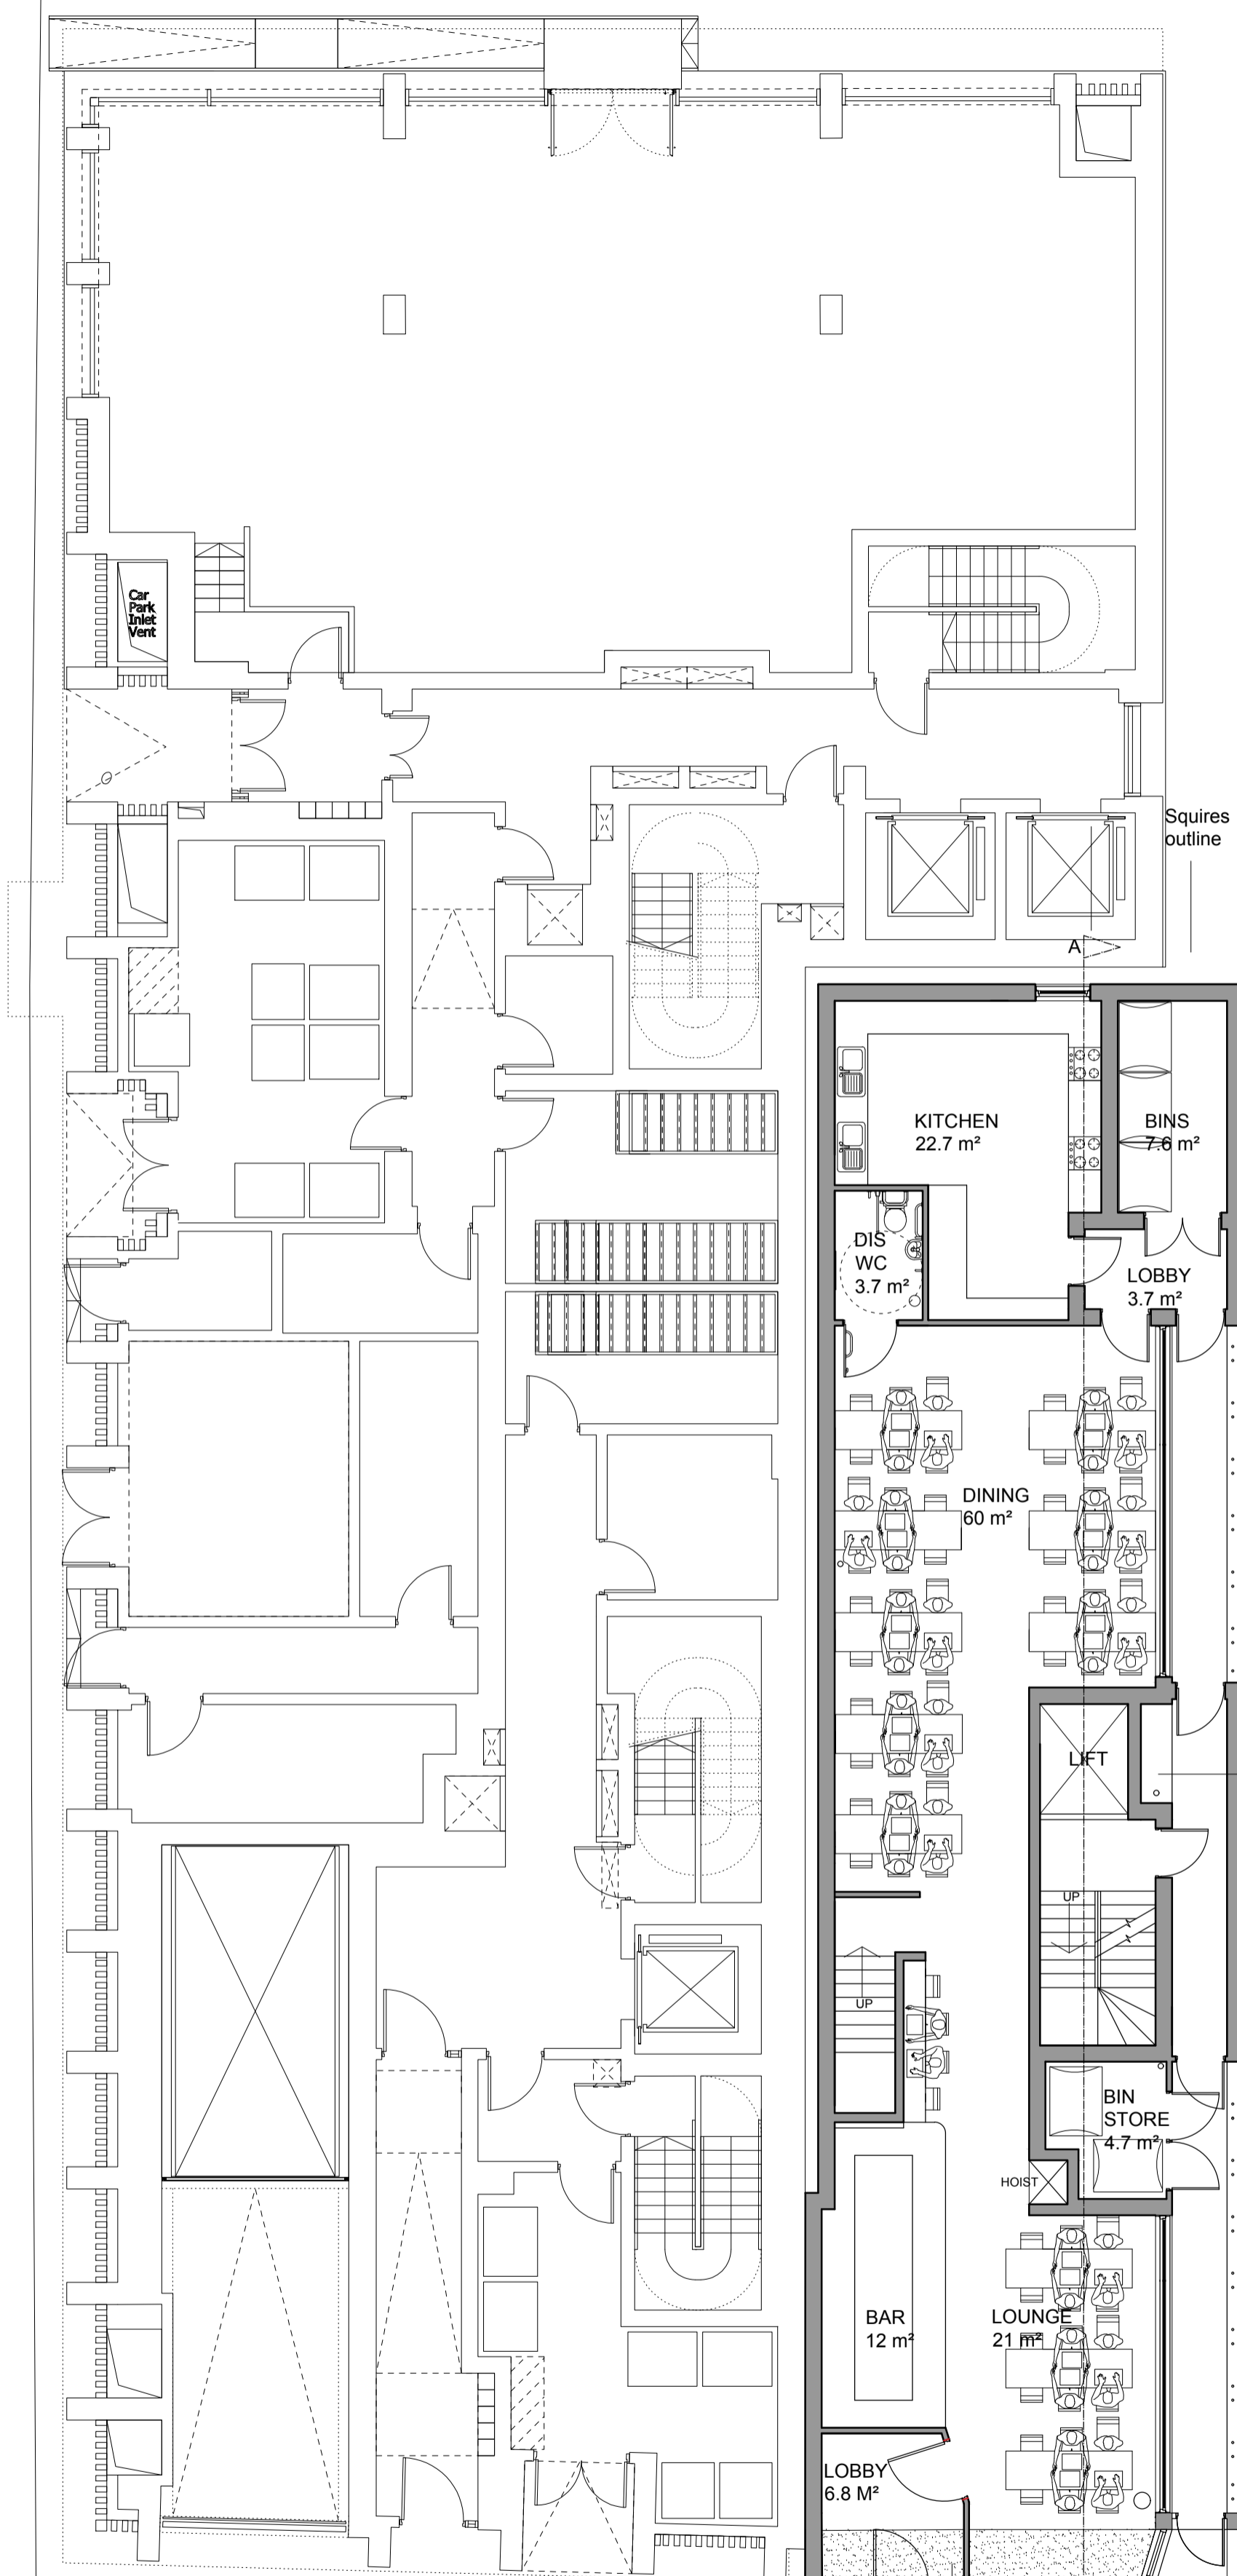 Car
Park
Inlet
Vent
Squires
outline
A
KITCHEN
22.7 m²
BINS
7.6 m²
DIS
WC
3.7 m²
LOBBY
3.7 m²
DINING
60 m²
LIFT
UP
UP
BIN
STORE
4.7 m²
HOIST
BAR
12 m²
LOUNGE
21 m²
LOBBY
6.8 M²